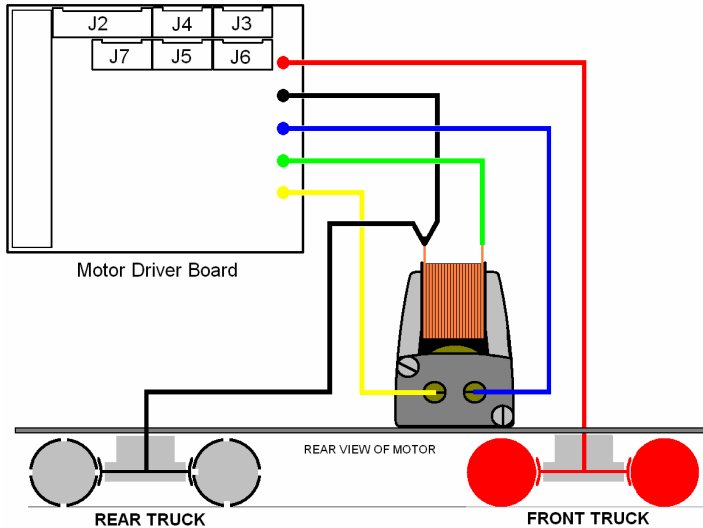 J2 J4 J3
J7 J5 J6
Motor Driver Board
REAR VIEW OF MOTOR
REAR TRUCK
FRONT TRUCK